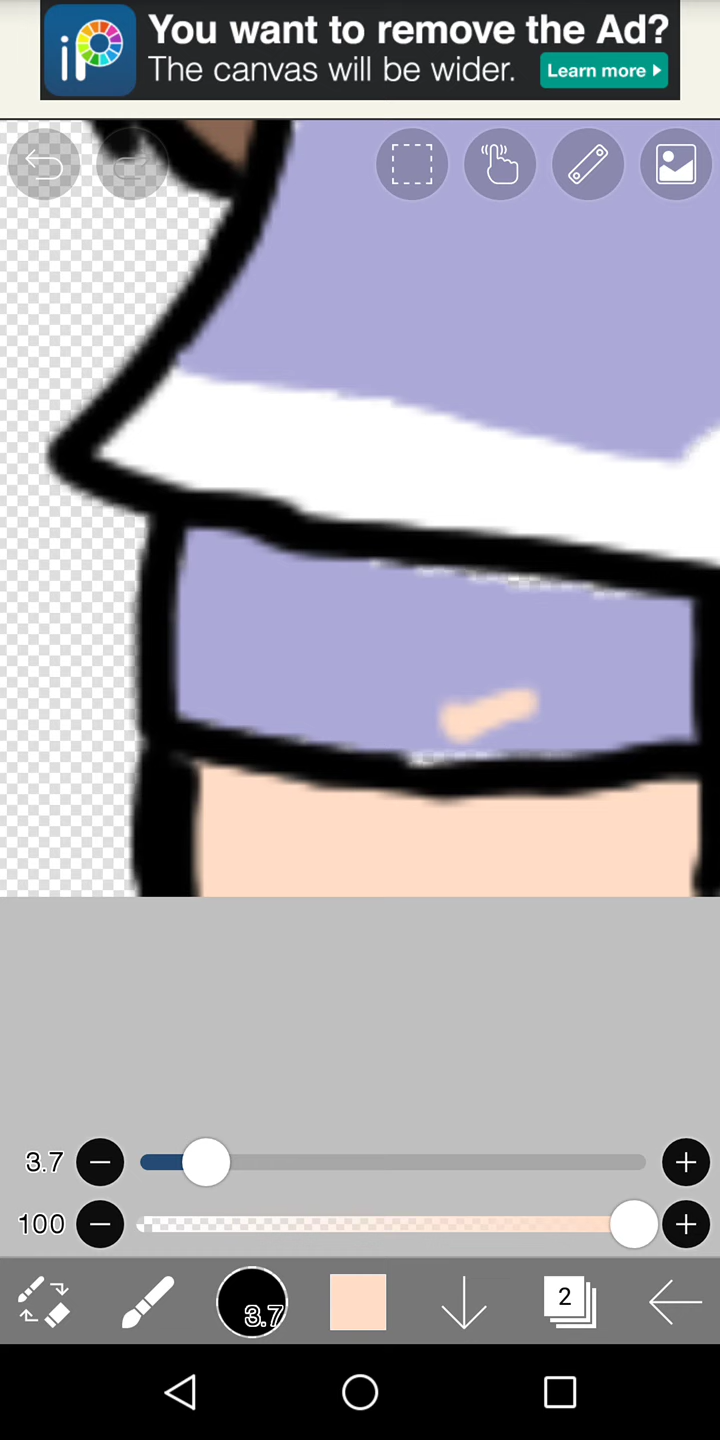 iP
You want to remove the Ad?
The canvas will be wider.
Learn more
3.7
100
3.7
2